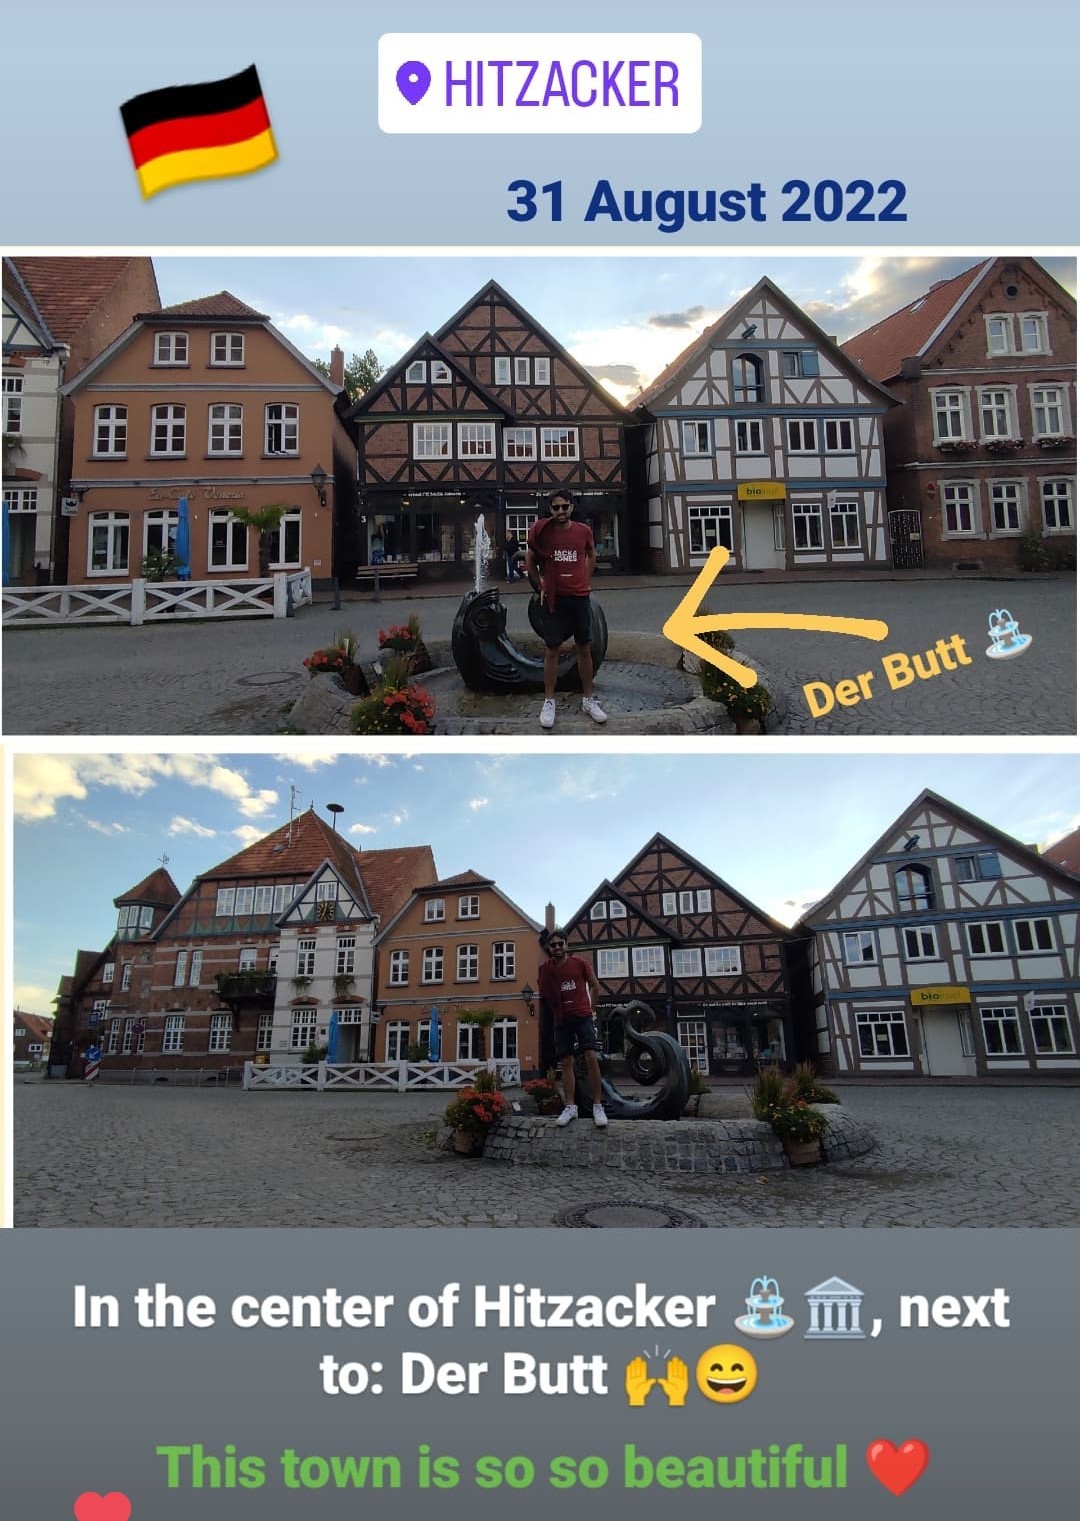 HITZACKER
31 August 2022
bio
JACK&
JONES
Der Butt
bio
In the center of Hitzacker ⛲🏛️, next
to: Der Butt 🙌😄
This town is so so beautiful ❤️